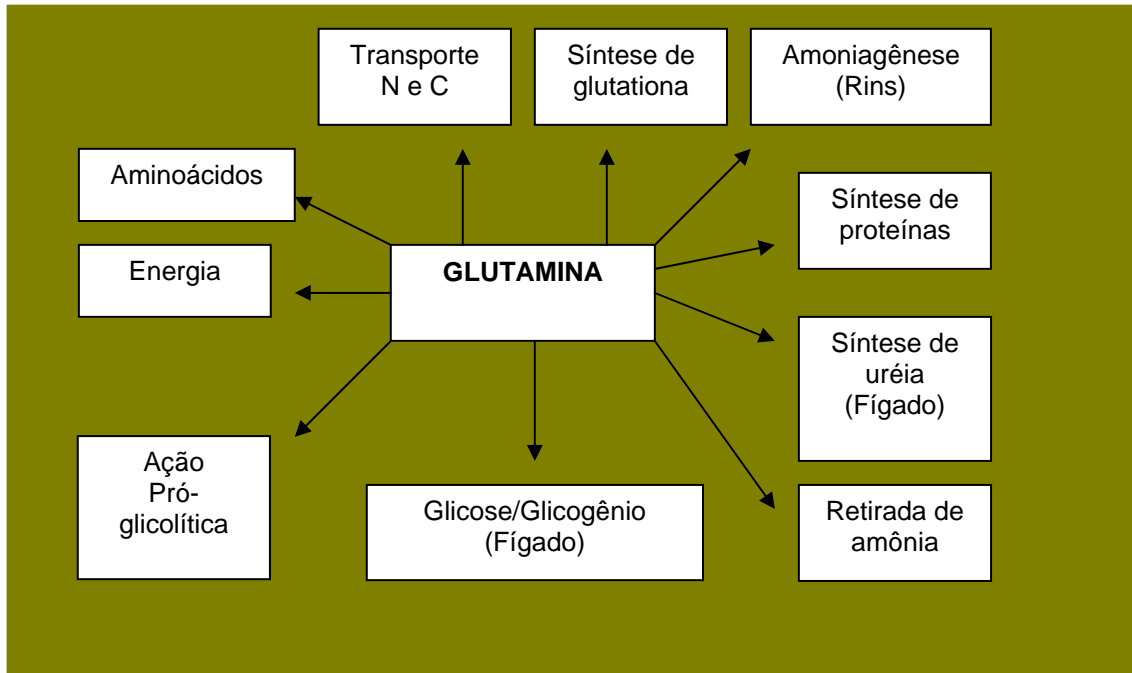 Transporte
N e C
Síntese de
glutationa
Amoniagênese
(Rins)
Aminoácidos
Síntese de
proteínas
Energia
GLUTAMINA
Síntese de
uréia
(Fígado)
Ação
Pró-
glicolítica
Glicose/Glicogênio
(Fígado)
Retirada de
amônia